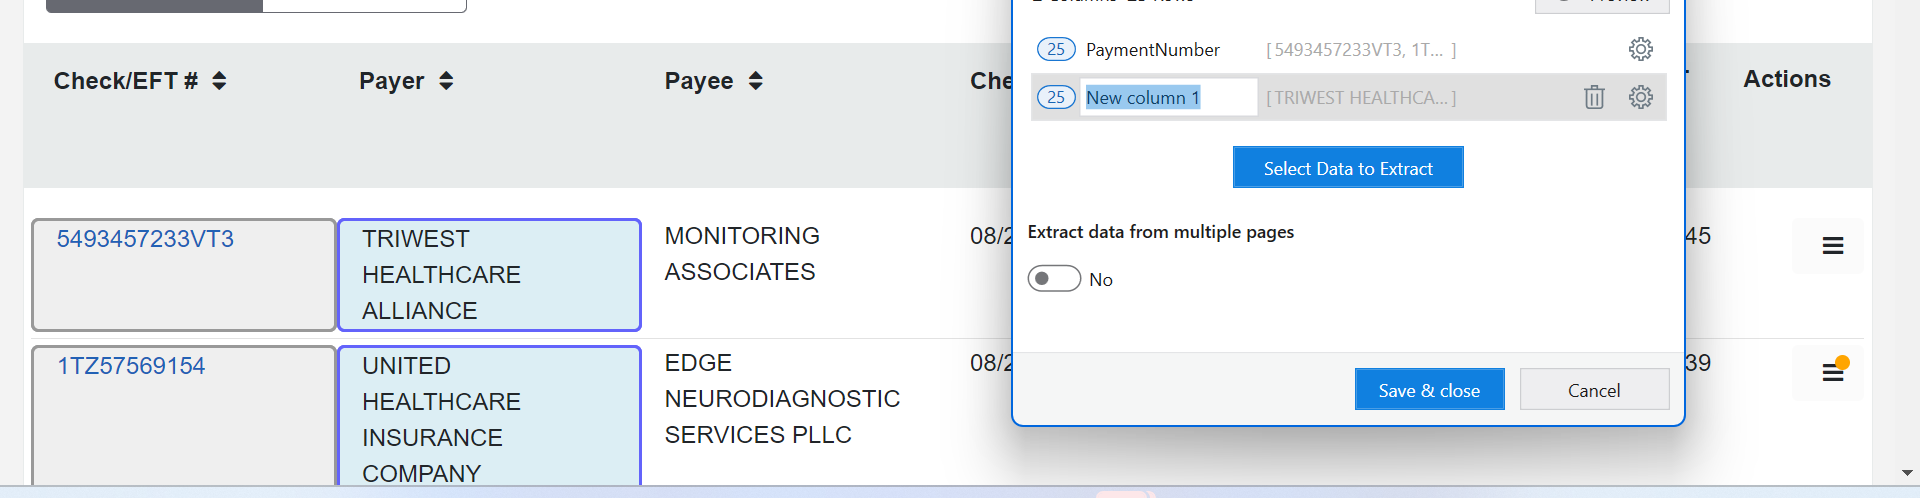 Check/EFT #
Payer
Payee
Che
Actions
5493457233VT3
TRIWEST
HEALTHCARE
ALLIANCE
MONITORING
ASSOCIATES
08/2
45
1TZ57569154
UNITED
HEALTHCARE
INSURANCE
COMPANY
EDGE
NEURODIAGNOSTIC
SERVICES PLLC
08/2
39
25 PaymentNumber [ 5493457233VT3, 1T... ]
25 New column 1 [ TRIWEST HEALTHCA... ]
Select Data to Extract
Extract data from multiple pages
No
Save & close
Cancel